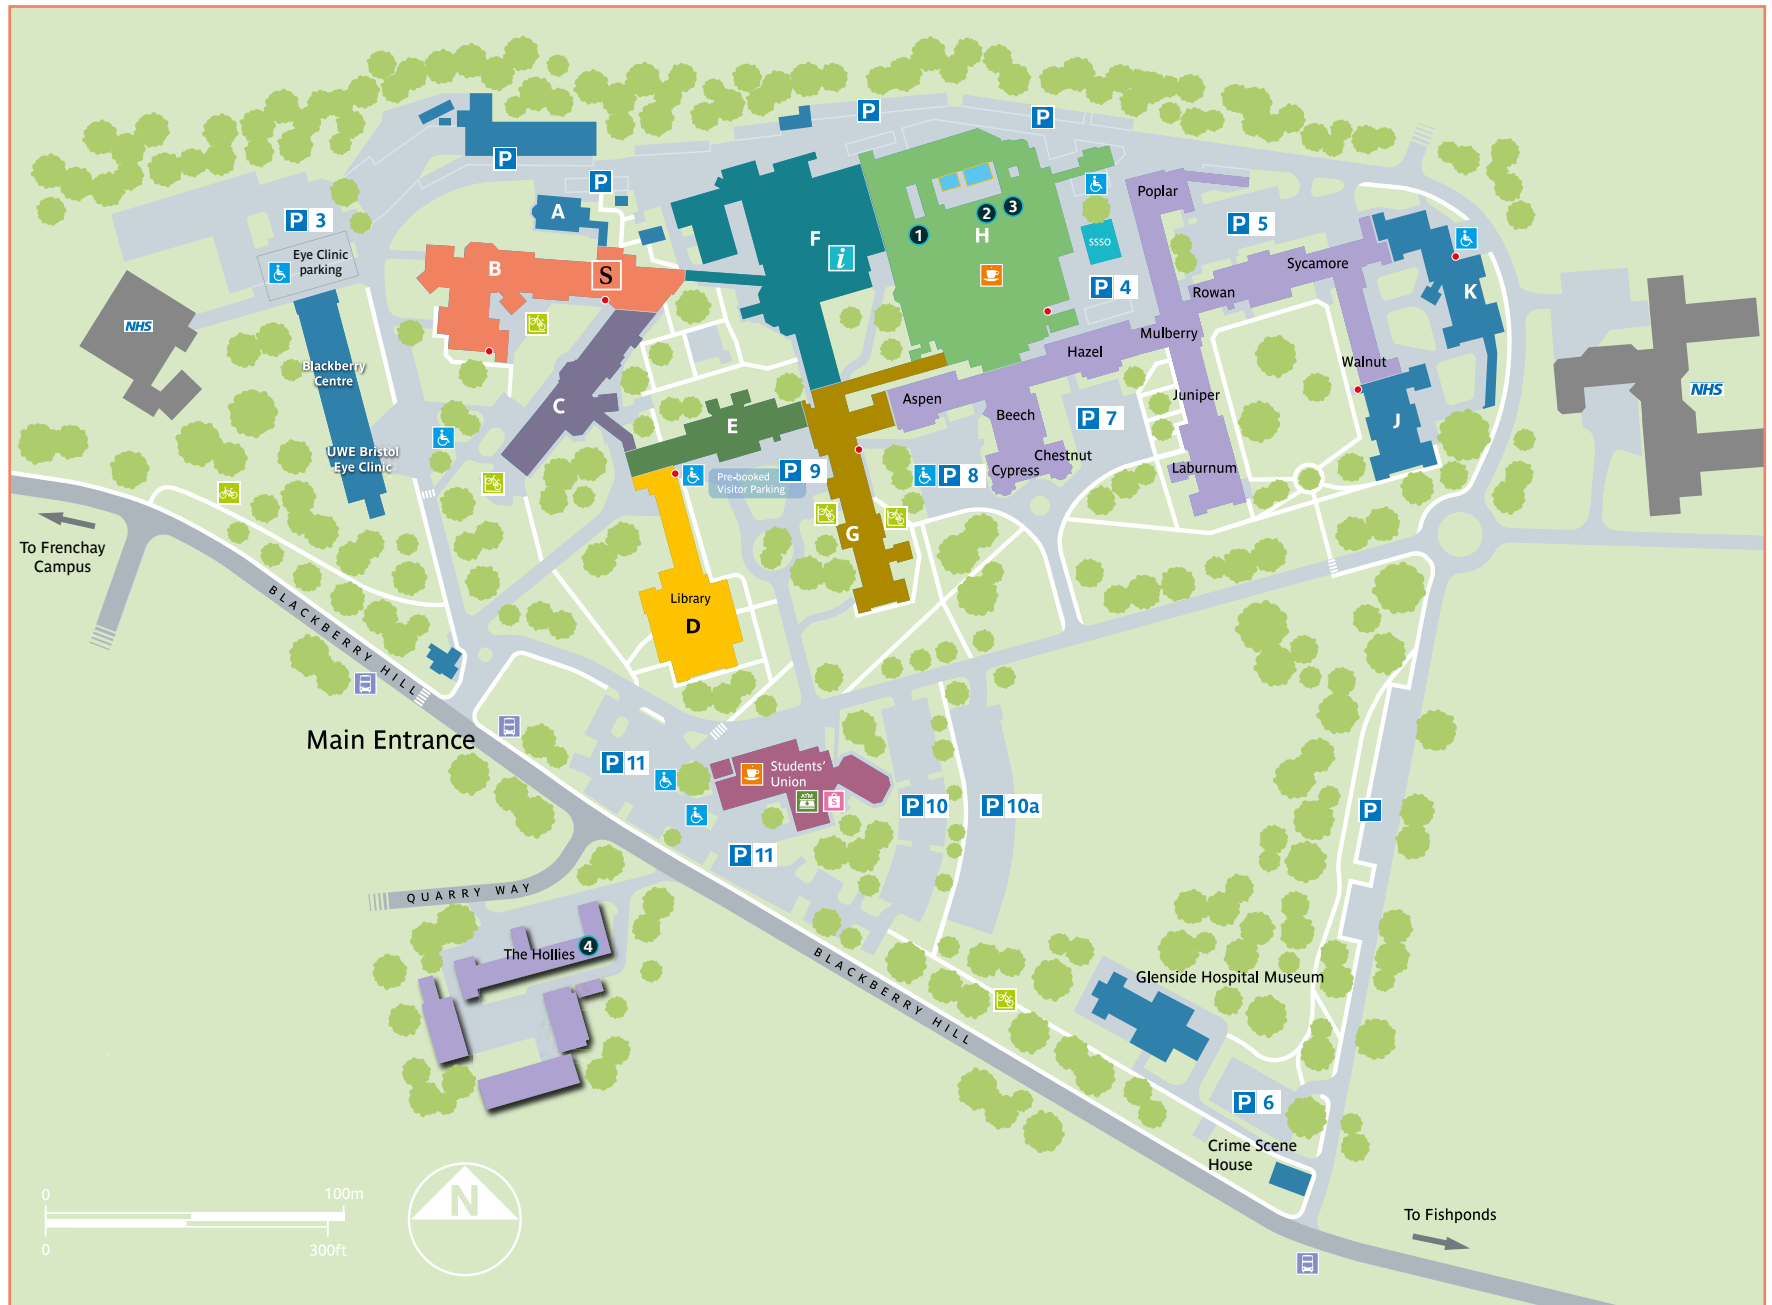 P
P
P
P
Poplar
A
P 3
P 5
1
2
3
F
i
H
SSSO
Eye Clinic
parking
B
S
Sycamore
K
P 4
Rowan
NHS
Mulberry
Hazel
Walnut
Blackberry
Centre
NHS
Juniper
C
Aspen
E
Beech
P 7
J
UWE Bristol
Eye Clinic
Chestnut
Cypress
Laburnum
Pre-booked
Visitor Parking
P 9
P 8
G
To Frenchay
Campus
BLACKBERRY HILL
Library
D
Main Entrance
P 11
Students'
Union
ATM
S
P 10
P 10a
P
P 11
QUARRY WAY
The Hollies
4
BLACKBERRY HILL
Glenside Hospital Museum
P 6
Crime Scene
House
0
100m
0
300ft
N
To Fishponds